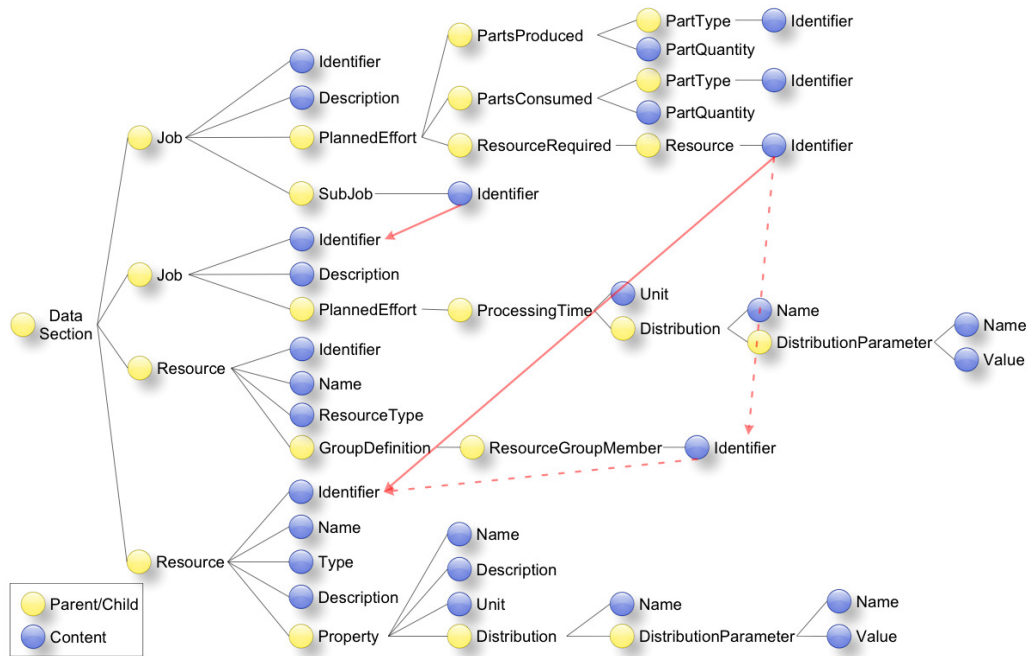 PartType
Identifier
PartsProduced
PartQuantity
Identifier
PartType
Identifier
Description
PartsConsumed
PartQuantity
Job
PlannedEffort
ResourceRequired
Resource
Identifier
SubJob
Identifier
Identifier
Job
Description
Unit
PlannedEffort
ProcessingTime
Name
Data
Section
Distribution
Name
DistributionParameter
Identifier
Value
Resource
Name
ResourceType
GroupDefinition
ResourceGroupMember
Identifier
Identifier
Name
Name
Resource
Type
Description
Description
Unit
Name
Name
Parent/Child
Property
Distribution
DistributionParameter
Value
Content